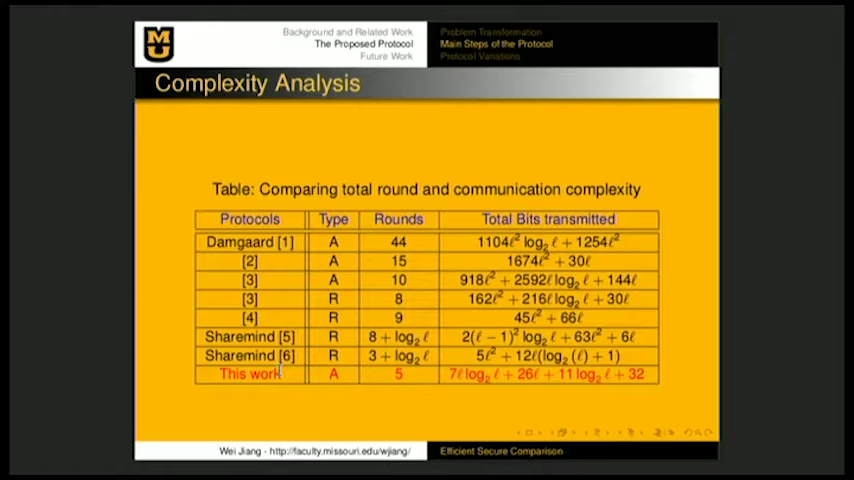 MU
Background and Related Work
The Proposed Protocol
Future Work
Problem Transformation
Main Steps of the Protocol
Protocol Variations
Complexity Analysis
Table: Comparing total round and communication complexity
Protocols Type Rounds Total Bits transmitted
Damgaard [1] A 44 1104ℓ² log₂ ℓ + 1254ℓ²
[2] A 15 1674ℓ² + 30ℓ
[3] A 10 918ℓ² + 2592ℓ log₂ ℓ + 144ℓ
[3] R 8 162ℓ² + 216ℓ log₂ ℓ + 30ℓ
[4] R 9 45ℓ² + 66ℓ
Sharemind [5] R 8 + log₂ ℓ 2(ℓ − 1)² log₂ ℓ + 63ℓ² + 6ℓ
Sharemind [6] R 3 + log₂ ℓ 5ℓ² + 12ℓ(log₂ (ℓ) + 1)
This work A 5 7ℓ log₂ ℓ + 26ℓ + 11 log₂ ℓ + 32
Wei Jiang - http://faculty.missouri.edu/wjiang/
Efficient Secure Comparison